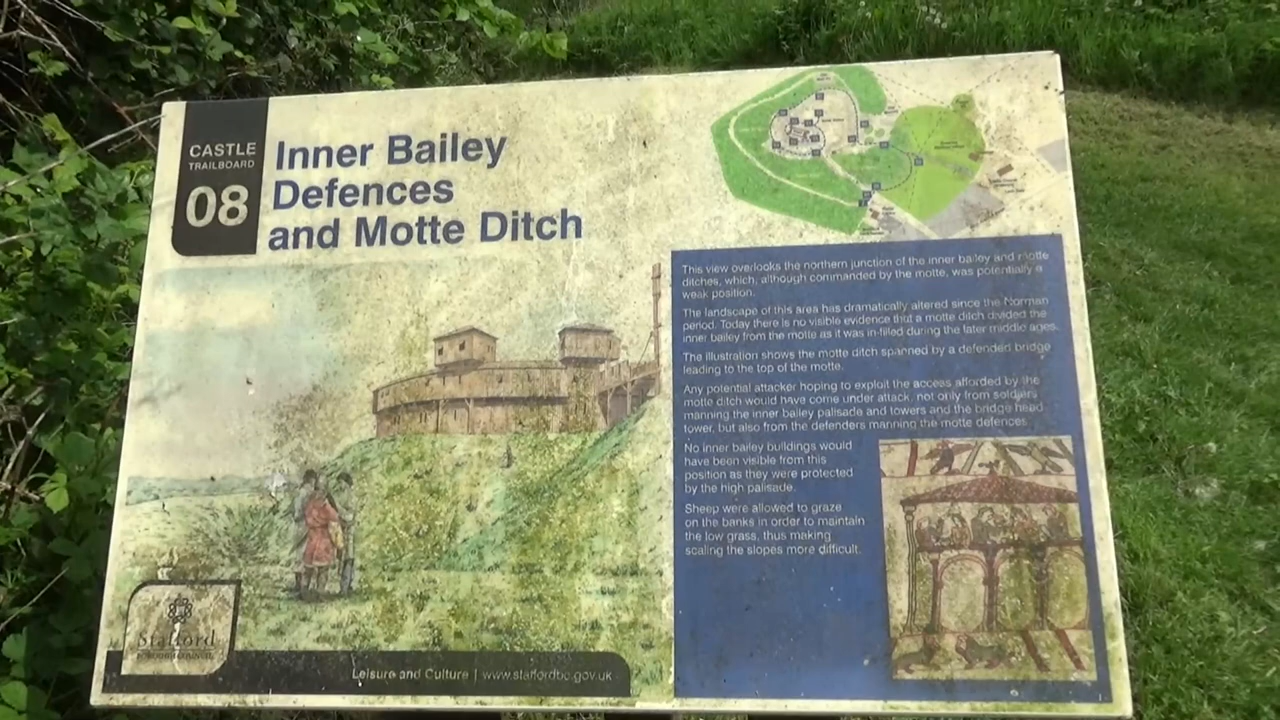 CASTLE
TRAILBOARD
08
Inner Bailey
Defences
and Motte Ditch
This view overlooks the northern junction of the inner bailey and motte
ditches, which, although commanded by the motte, was potentially a
weak position.
The landscape of this area has dramatically altered since the Norman
period. Today there is no visible evidence that a motte ditch divided the
inner bailey from the motte as it was in-filled during the later middle ages.
The illustration shows the motte ditch spanned by a defended bridge
leading to the top of the motte.
Any potential attacker hoping to exploit the access afforded by the
motte ditch would have come under attack, not only from soldiers
manning the inner bailey palisade and towers and the bridge head
tower, but also from the defenders manning the motte defences.
No inner bailey buildings would
have been visible from this
position as they were protected
by the high palisade.
Sheep were allowed to graze
on the banks in order to maintain
the low grass, thus making
scaling the slopes more difficult.
Stafford
BOROUGH COUNCIL
Leisure and Culture | www.staffordbc.gov.uk